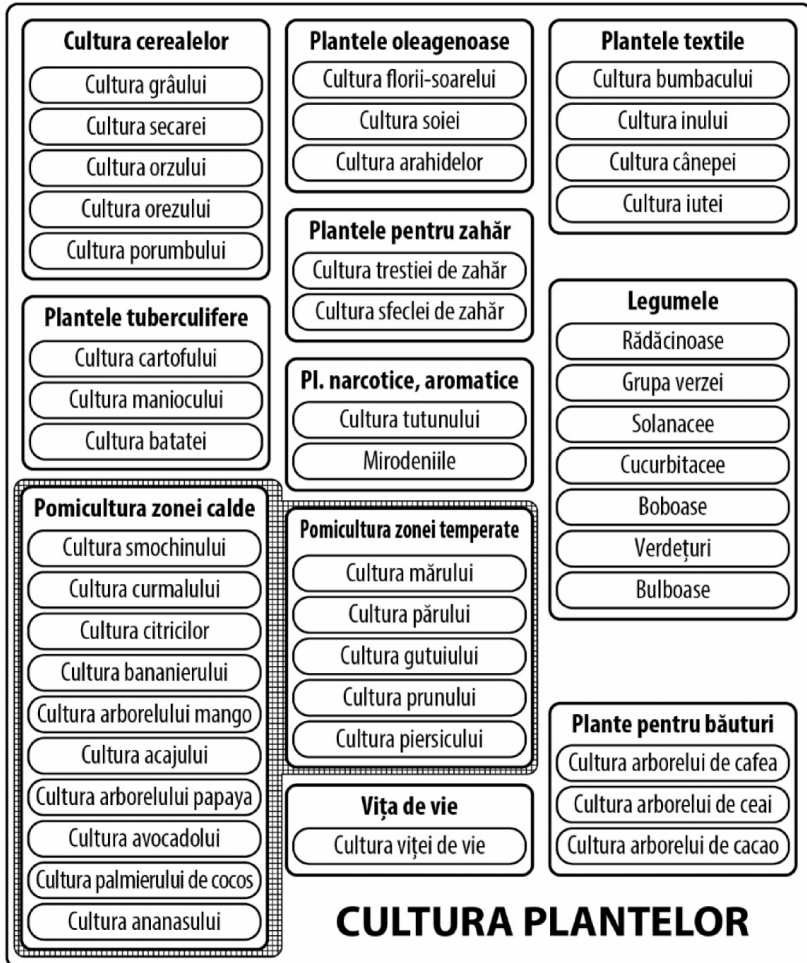 Cultura cerealelor
Cultura grâului
Cultura secarei
Cultura orzului
Cultura orezului
Cultura porumbului
Plantele tuberculifere
Cultura cartofului
Cultura maniocului
Cultura batatei
Pomicultura zonei calde
Cultura smochinului
Cultura curmalului
Cultura citricilor
Cultura bananierului
Cultura arborelului mango
Cultura acajului
Cultura arborelului papaya
Cultura avocadolui
Cultura palmierului de cocos
Cultura ananasului
Plantele oleagenoase
Cultura florii-soarelui
Cultura soiei
Cultura arahidelor
Plantele pentru zahăr
Cultura trestiei de zahăr
Cultura sfeclei de zahăr
Pl. narcotice, aromatice
Cultura tutunului
Mirodeniile
Pomicultura zonei temperate
Cultura mărului
Cultura părului
Cultura gutuiului
Cultura prunului
Cultura piersicului
Vița de vie
Cultura viței de vie
Plantele textile
Cultura bumbacului
Cultura inului
Cultura cânepei
Cultura iutei
Legumele
Rădăcinoase
Grupa verzei
Solanacee
Cucurbitacee
Boboase
Verdețuri
Bulboase
Plante pentru băuturi
Cultura arborelui de cafea
Cultura arborelui de ceai
Cultura arborelui de cacao
CULTURA PLANTELOR